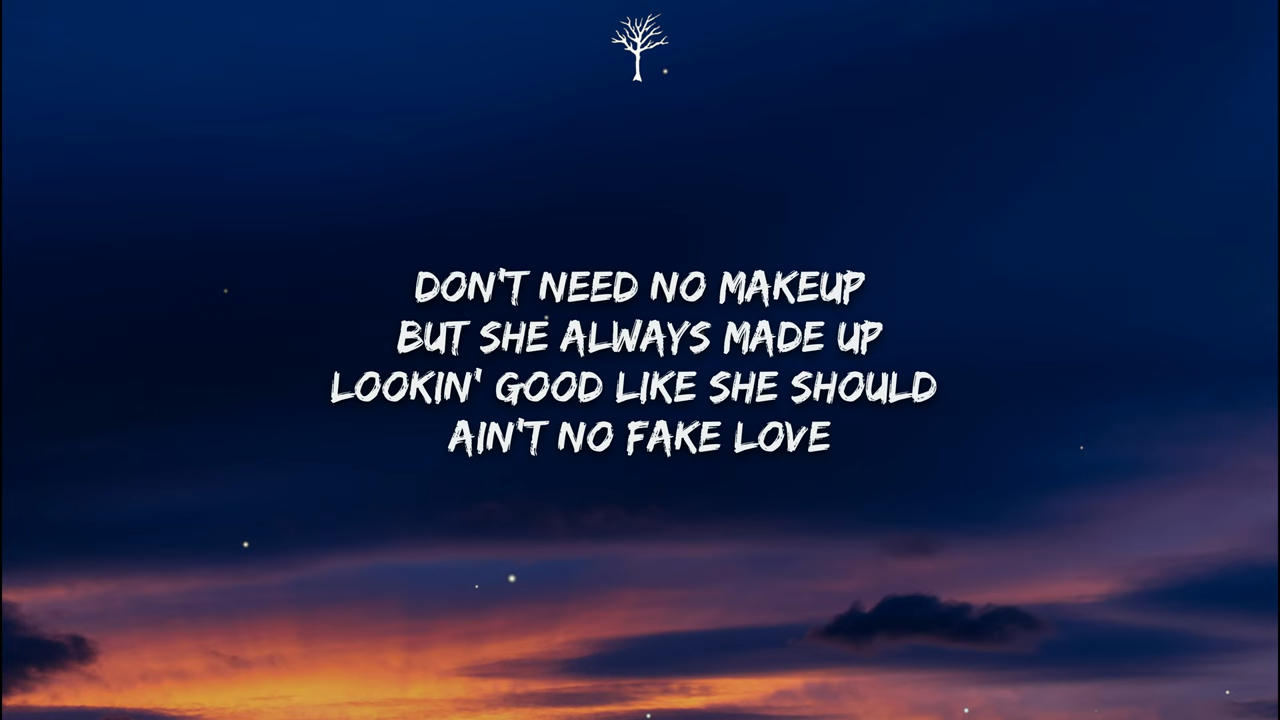 DON'T NEED NO MAKEUP
BUT SHE ALWAYS MADE UP
LOOKIN' GOOD LIKE SHE SHOULD
AIN'T NO FAKE LOVE